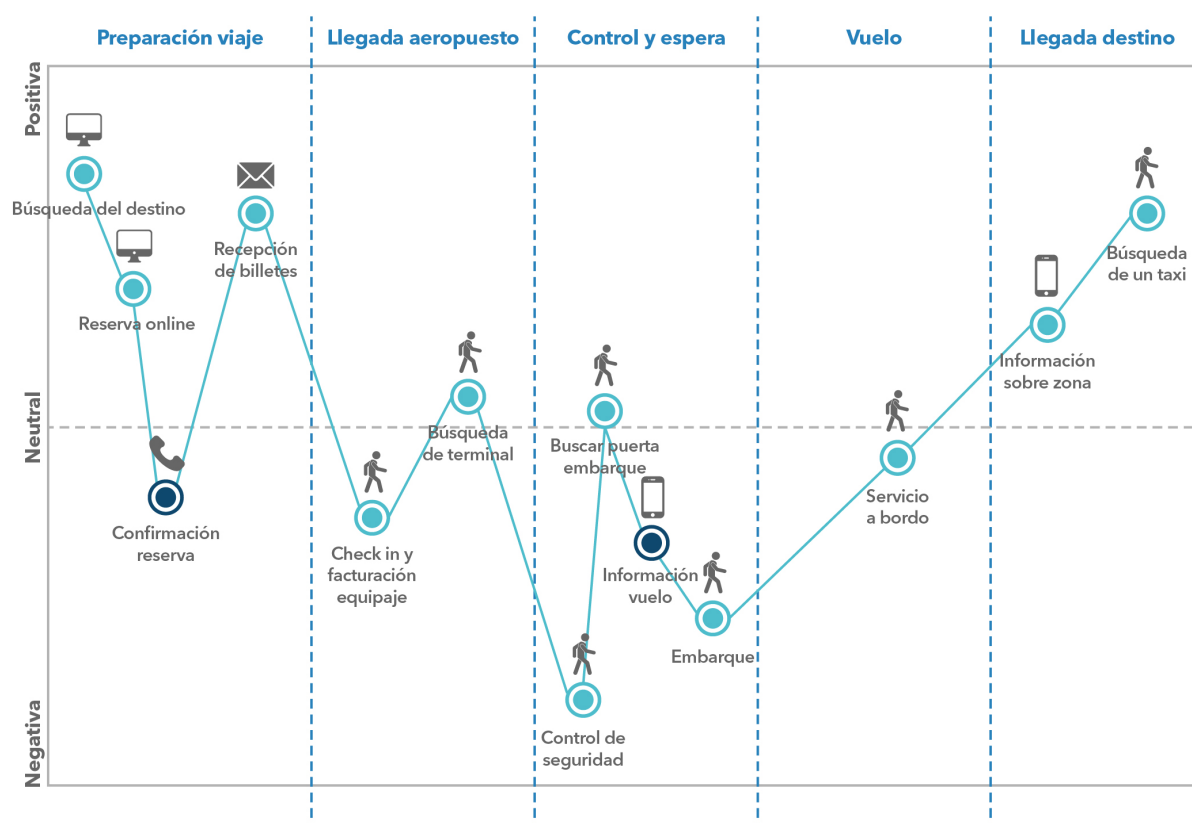 Preparación viaje
Llegada aeropuesto
Control y espera
Vuelo
Llegada destino
Positiva
Neutral
Negativa
Búsqueda del destino
Reserva online
Confirmación
reserva
Recepción
de billetes
Check in y
facturación
equipaje
Búsqueda
de terminal
Control de
seguridad
Buscar puerta
embarque
Información
vuelo
Embarque
Servicio
a bordo
Información
sobre zona
Búsqueda
de un taxi